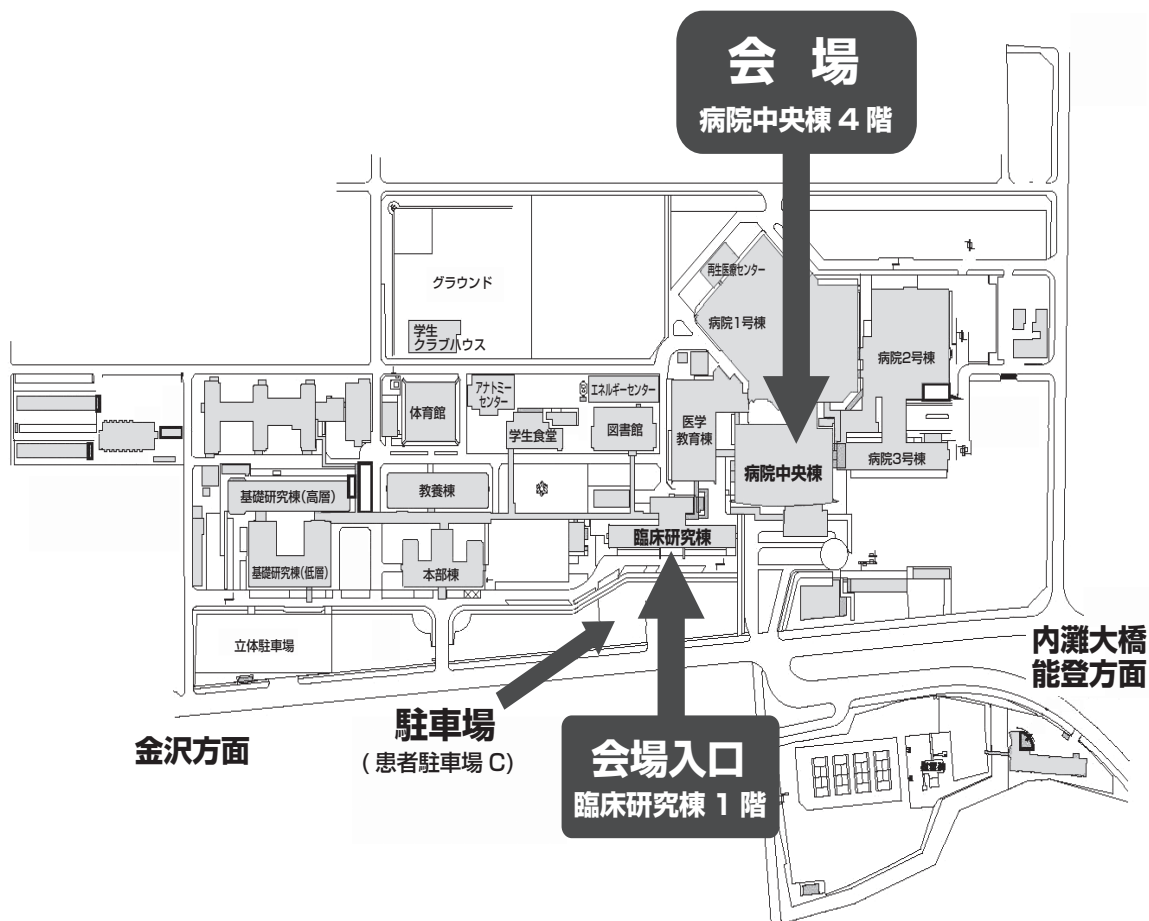 会 場
病院中央棟 4 階
再生医療センター
グラウンド
病院1号棟
学生
クラブハウス
病院2号棟
アナトミー
センター
エネルギーセンター
体育館
医学
教育棟
学生食堂
図書館
病院3号棟
病院中央棟
基礎研究棟(高層)
教養棟
臨床研究棟
基礎研究棟(低層)
本部棟
立体駐車場
内灘大橋
能登方面
駐車場
(患者駐車場 C)
金沢方面
会場入口
臨床研究棟 1 階